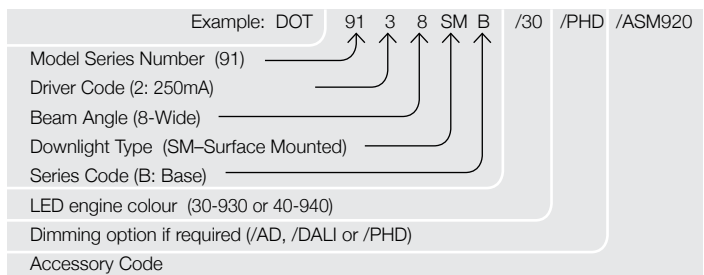 Example: DOT 91 3 8 SM B /30 /PHD /ASM920
Model Series Number (91)
Driver Code (2: 250mA)
Beam Angle (8-Wide)
Downlight Type (SM–Surface Mounted)
Series Code (B: Base)
LED engine colour (30-930 or 40-940)
Dimming option if required (/AD, /DALI or /PHD)
Accessory Code